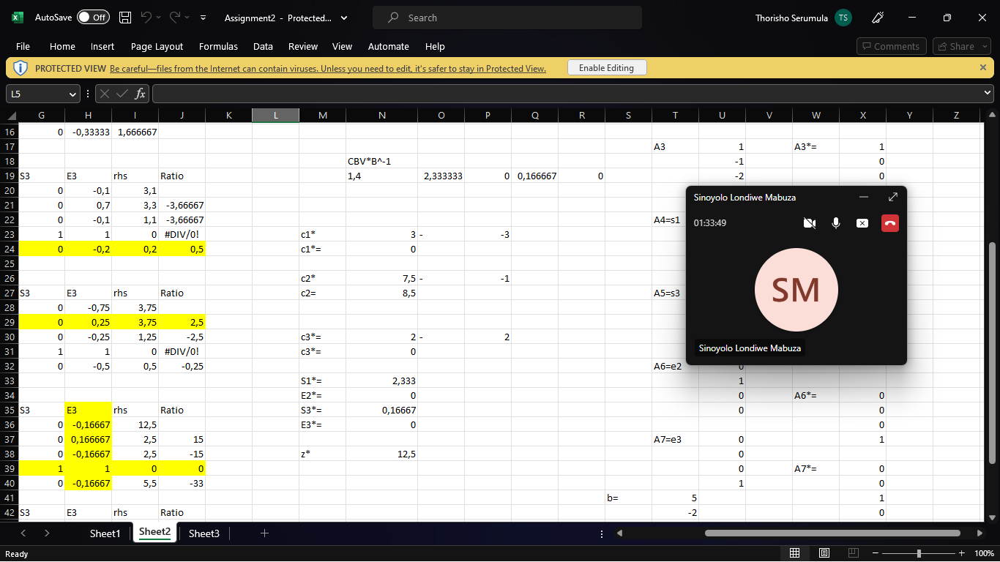 AutoSave Off Assignment2 - Protected... Search Thorisho Serumula TS
File Home Insert Page Layout Formulas Data Review View Automate Help Comments Share
PROTECTED VIEW Be careful—files from the Internet can contain viruses. Unless you need to edit, it's safer to stay in Protected View. Enable Editing
L5 fx
G H I J K L M N O P Q R S T U V W X Y Z
16 0 -0,33333 1,666667
17 A3 1 A3*= 1
18 CBV*B^-1 -1 0
19 S3 E3 rhs Ratio 1,4 2,333333 0 0,166667 0 -2 0
20 0 -0,1 3,1
21 0 0,7 3,3 -3,66667
22 0 -0,1 1,1 -3,66667 A4=s1
23 1 1 0 #DIV/0! c1* 3 - -3
24 0 -0,2 0,2 0,5 c1*= 0
25
26 c2* 7,5 - -1
27 S3 E3 rhs Ratio c2= 8,5 A5=s3
28 0 -0,75 3,75
29 0 0,25 3,75 2,5
30 0 -0,25 1,25 -2,5 c3*= 2 - 2
31 1 1 0 #DIV/0! c3*= 0
32 0 -0,5 0,5 -0,25 A6=e2 0
33 S1*= 2,333 1
34 E2*= 0 0 A6*= 0
35 S3 E3 rhs Ratio S3*= 0,16667 0 0
36 0 -0,16667 12,5 E3*= 0 0
37 0 0,166667 2,5 15 A7=e3 0 1
38 0 -0,16667 2,5 -15 z* 12,5 0
39 1 1 0 0 0 A7*= 0
40 0 -0,16667 5,5 -33 1 0
41 b= 5 1
42 S3 E3 rhs Ratio -2 0
Sinoyolo Londiwe Mabuza
01:33:49
SM
Sinoyolo Londiwe Mabuza
Sheet1 Sheet2 Sheet3
Ready 100%